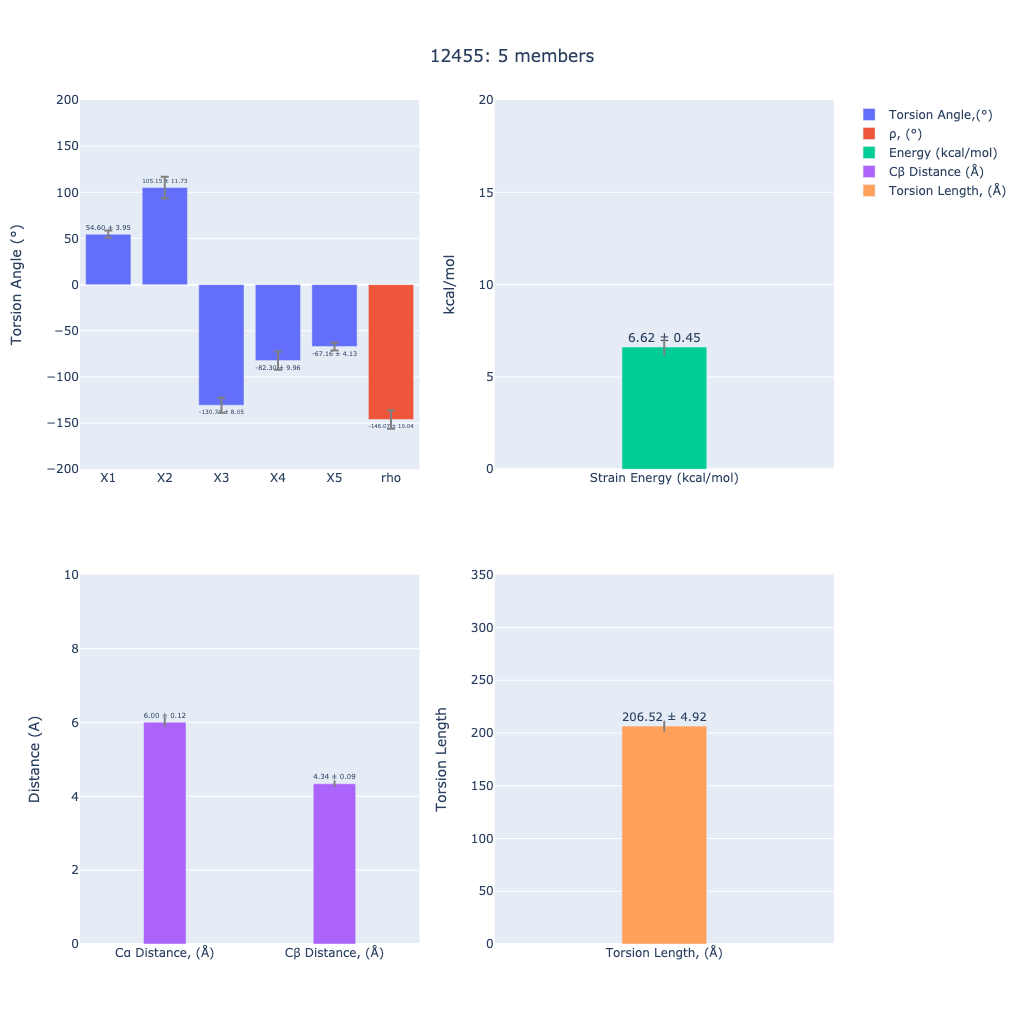 12455: 5 members
Torsion Angle (°)
200
150
100
50
0
−50
−100
−150
−200
54.60 ± 3.95
105.15 ± 11.73
-82.30 ± 9.96
-67.16 ± 4.13
X1 X2 X3 X4 X5 rho
kcal/mol
20
15
10
5
0
6.62 ± 0.45
Strain Energy (kcal/mol)
Torsion Angle,(°)
ρ, (°)
Energy (kcal/mol)
Cβ Distance (Å)
Torsion Length, (Å)
Distance (A)
10
8
6
4
2
0
6.00 ± 0.12
4.34 ± 0.09
Cα Distance, (Å) Cβ Distance, (Å)
Torsion Length
350
300
250
200
150
100
50
0
206.52 ± 4.92
Torsion Length, (Å)